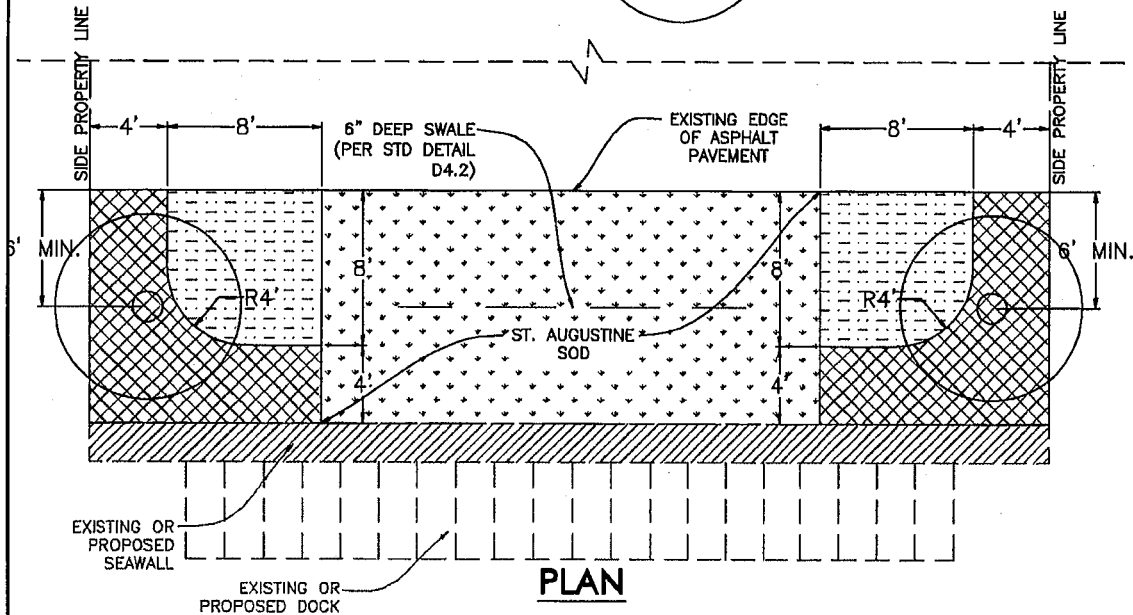 SIDE PROPERTY LINE
SIDE PROPERTY LINE
4'
8'
6" DEEP SWALE
(PER STD DETAIL
D4.2)
EXISTING EDGE
OF ASPHALT
PAVEMENT
8'
4'
6' MIN.
6' MIN.
8'
8'
R4'
R4'
ST. AUGUSTINE
SOD
4'
4'
EXISTING OR
PROPOSED
SEAWALL
EXISTING OR
PROPOSED DOCK
PLAN